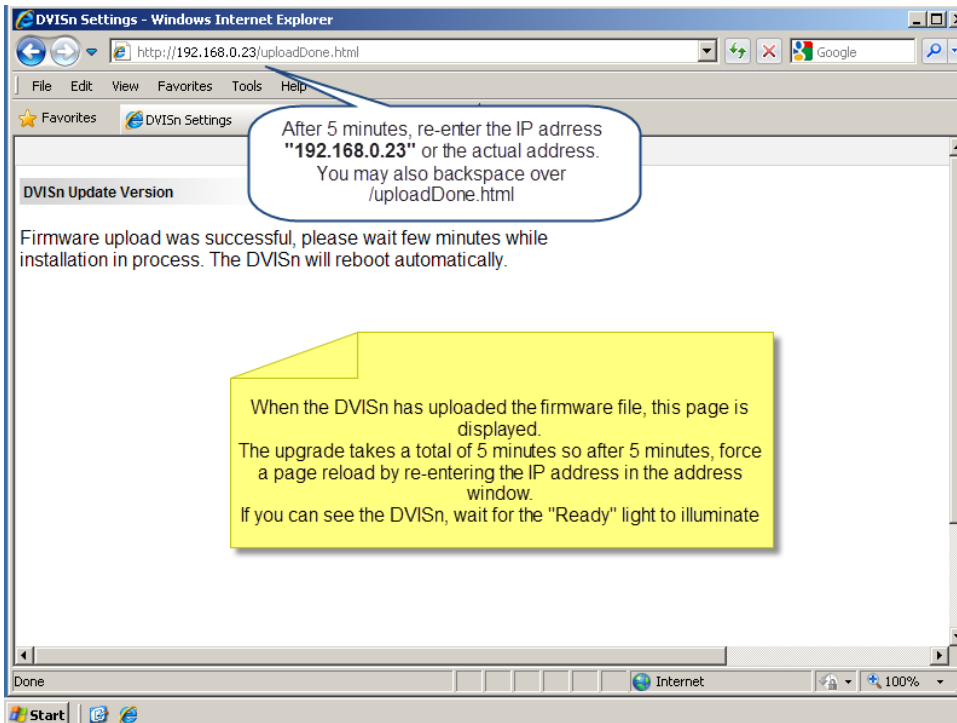 DVISn Settings - Windows Internet Explorer
http://192.168.0.23/uploadDone.html
Google
File Edit View Favorites Tools Help
Favorites
DVISn Settings
After 5 minutes, re-enter the IP adrress
"192.168.0.23" or the actual address.
You may also backspace over
/uploadDone.html
DVISn Update Version
Firmware upload was successful, please wait few minutes while
installation in process. The DVISn will reboot automatically.
When the DVISn has uploaded the firmware file, this page is
displayed.
The upgrade takes a total of 5 minutes so after 5 minutes, force
a page reload by re-entering the IP address in the address
window.
If you can see the DVISn, wait for the "Ready" light to illuminate
Done
Internet
100%
Start